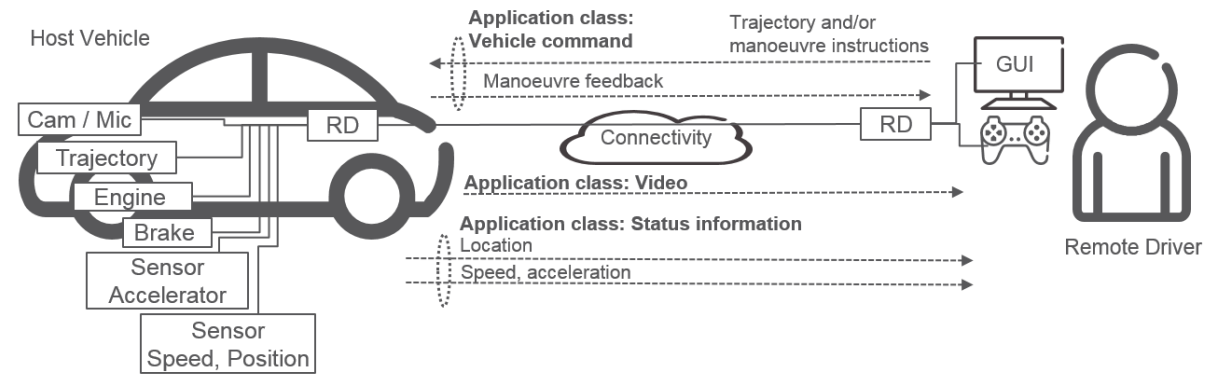 Host Vehicle
Application class:
Vehicle command
Trajectory and/or
manoeuvre instructions
Manoeuvre feedback
GUI
Cam / Mic
RD
Connectivity
RD
Trajectory
Engine
Brake
Sensor
Accelerator
Sensor
Speed, Position
Application class: Video
Application class: Status information
Location
Speed, acceleration
Remote Driver